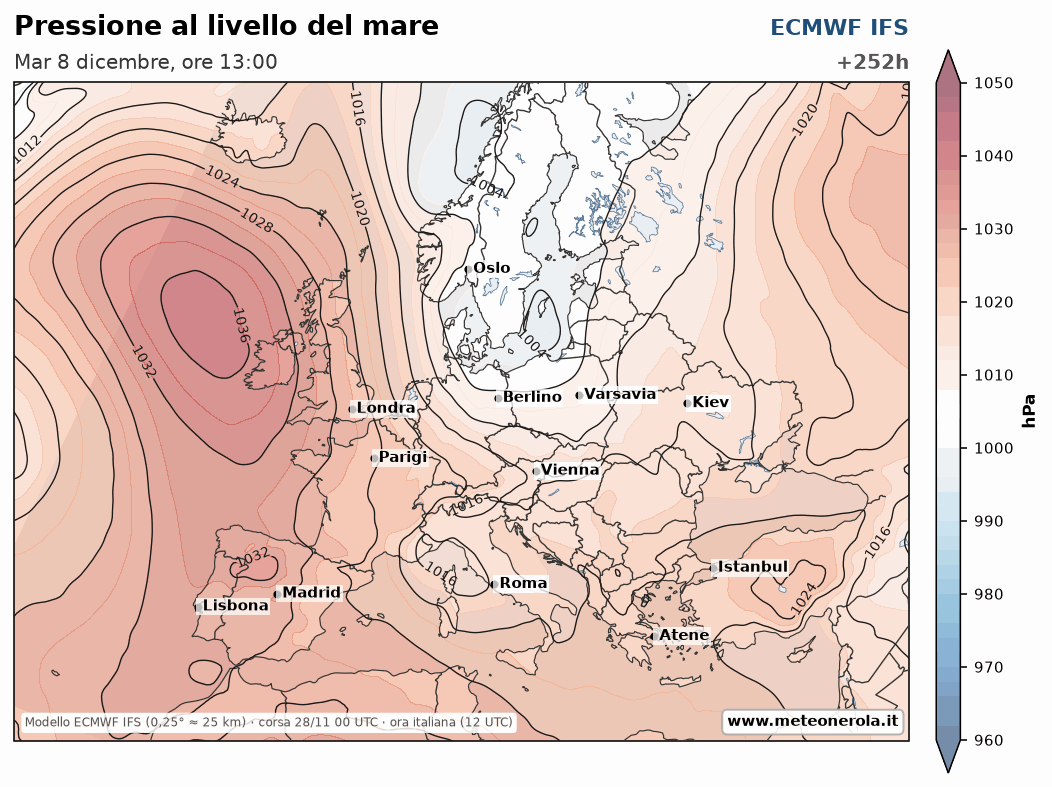 Pressione al livello del mare
ECMWF IFS
Mar 8 dicembre, ore 13:00
+252h
1012
1016
1020
1024
1028
1020
1004
1036
1032
1004
1016
1016
1032
1016
1024
Oslo
Londra
Berlino
Varsavia
Kiev
Parigi
Vienna
Istanbul
Roma
Madrid
Lisbona
Atene
1050
1040
1030
1020
1010
1000
990
980
970
960
hPa
Modello ECMWF IFS (0,25° ≈ 25 km) · corsa 28/11 00 UTC · ora italiana (12 UTC)
www.meteonerola.it